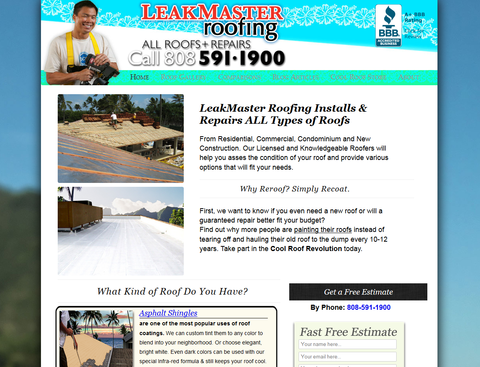 LEAKMASTER
roofing
ALL ROOFS + REPAIRS
Call 808 591·1900
A+ BBB
Rating
BBB
ACCREDITED
BUSINESS
HOME ROOF GALLERY COMPARISONS BLOG ARTICLES COOL ROOF STORE ABOUT
LeakMaster Roofing Installs &
Repairs ALL Types of Roofs
From Residential, Commercial, Condominium and New
Construction. Our Licensed and Knowledgeable Roofers will
help you asses the condition of your roof and provide various
options that will fit your needs.
Why Reroof? Simply Recoat.
First, we want to know if you even need a new roof or will a
guaranteed repair better fit your budget?
Find out why more people are painting their roofs instead of
tearing off and hauling their old roof to the dump every 10-12
years. Take part in the Cool Roof Revolution today.
What Kind of Roof Do You Have?
Get a Free Estimate
By Phone: 808-591-1900
Asphalt Shingles
are one of the most popular uses of roof
coatings. We can custom tint them to any color to
blend into your neighborhood. Or choose elegant,
bright white. Even dark colors can be used with our
special infra-red formula & still keeps your roof cool
Fast Free Estimate
Your name here...
Your email here...